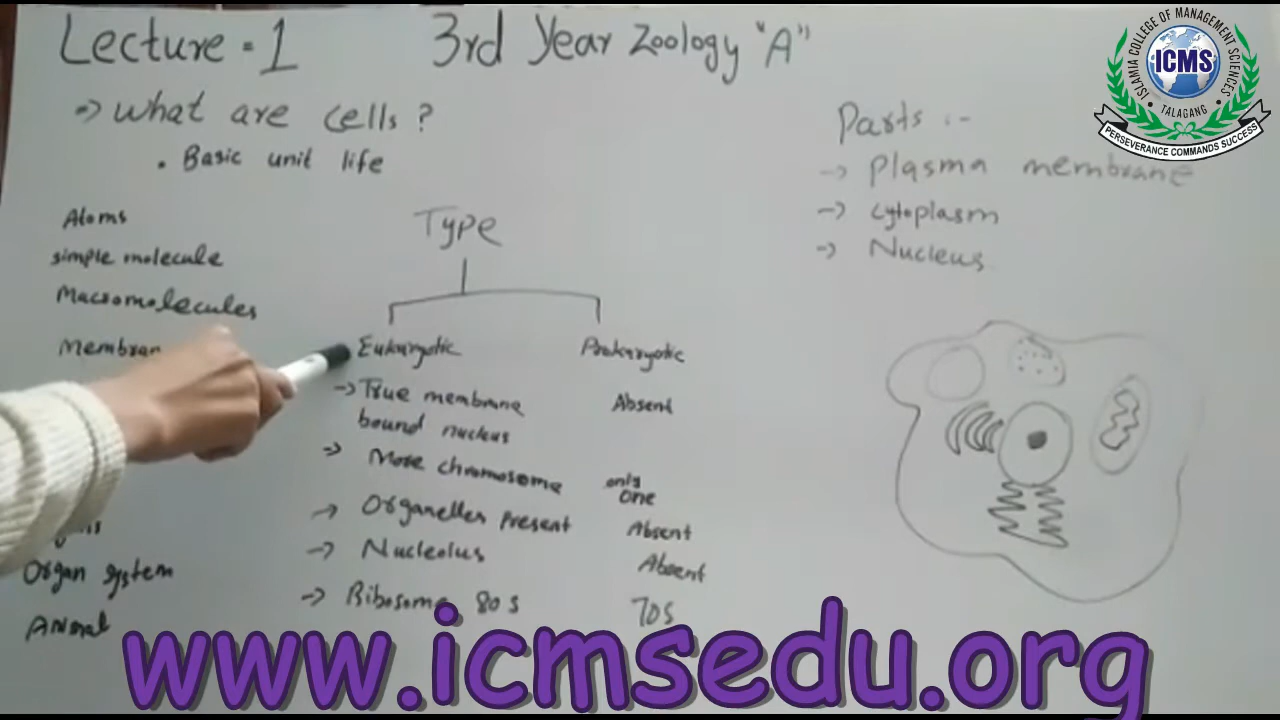 Lecture - 1 3rd Year Zoology "A"
→ What are cells ?
• Basic unit life
Atoms
simple molecule
Macromolecules
Membran
Organ system
Animal
Type
Eukaryotic Prokaryotic
→ True membrane Absent
bound nucleus
→ More chromosome only
one
→ Organelles Present Absent
→ Nucleolus Absent
→ Ribosome 80 S 70S
Parts :-
→ Plasma membrane
→ Cytoplasm
→ Nucleus
ISLAMIA COLLEGE OF MANAGEMENT SCIENCES
ICMS
• TALAGANG •
PERSEVERANCE COMMANDS SUCCESS
www.icmsedu.org